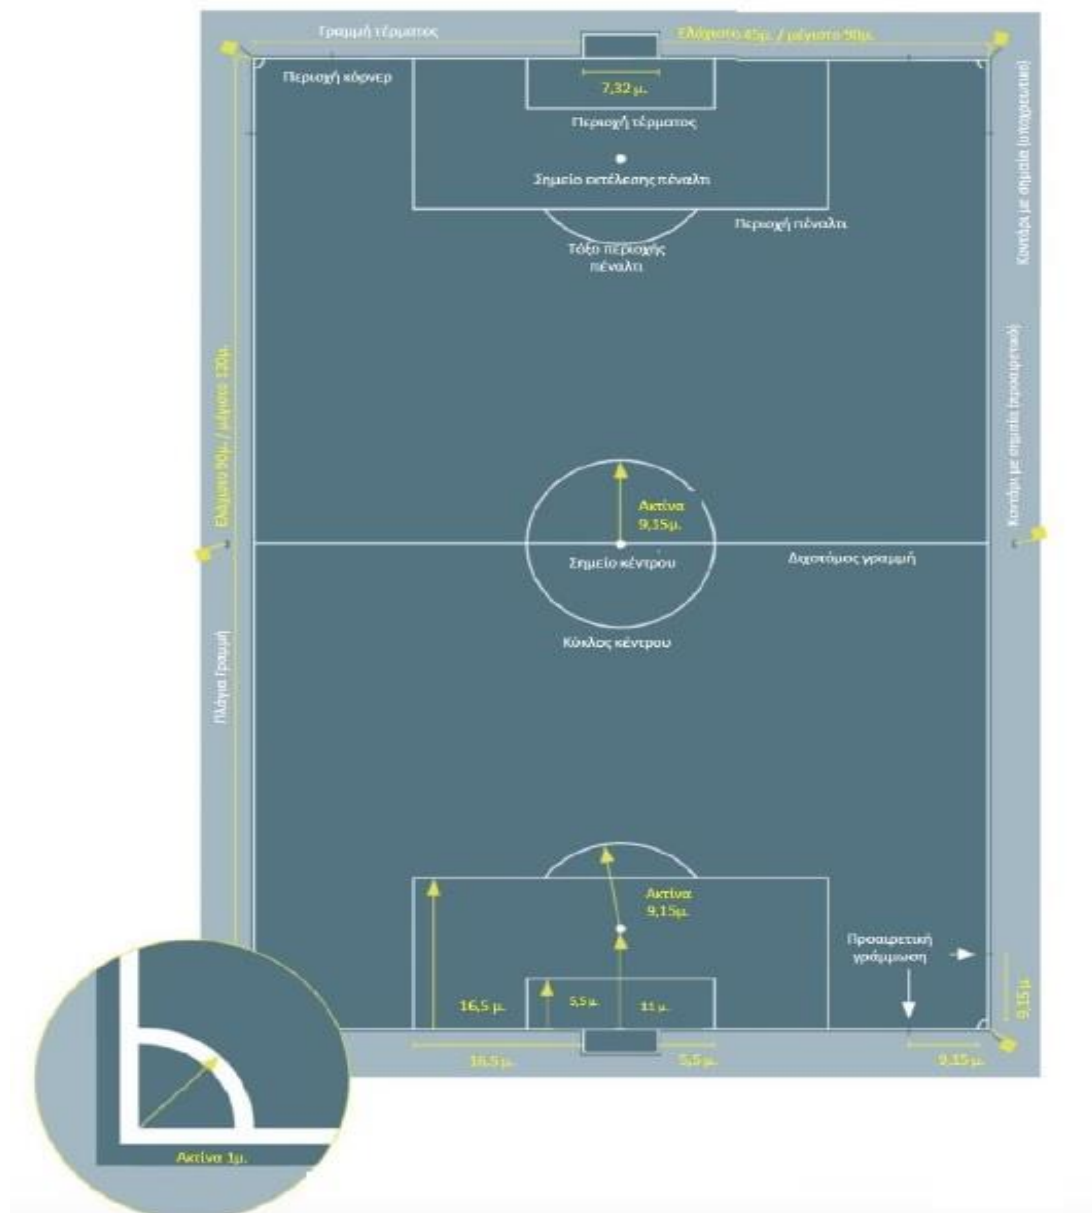 Γραμμή τέρματος
Ελάχιστο 45μ. / μέγιστο 90μ.
Περιοχή κόρνερ
7,32 μ.
Περιοχή τέρματος
Σημείο εκτέλεσης πέναλτι
Περιοχή πέναλτι
Τόξο περιοχής
πέναλτι
Κοντάρι με σημαία (υποχρεωτικό)
Ελάχιστο 90μ. / μέγιστο 120μ.
Κοντάρι με σημαία (προαιρετικό)
Ακτίνα
9,15μ.
Σημείο κέντρου
Διχοτόμος γραμμή
Κύκλος κέντρου
Πλάγια Γραμμή
Ακτίνα
9,15μ.
Προαιρετική
γράμμωση
16,5 μ.
5,5 μ.
11 μ.
9,15 μ.
16,5 μ.
5,5 μ.
9,15 μ.
Ακτίνα 1μ.